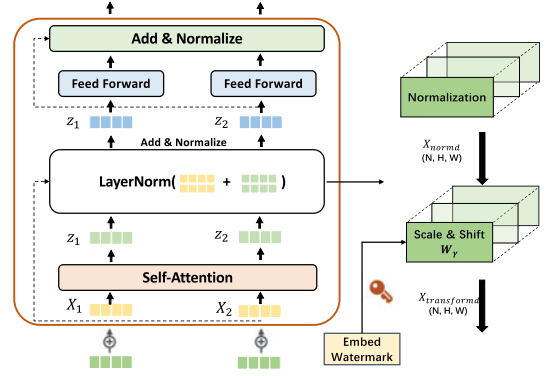 Add & Normalize
Feed Forward
Feed Forward
z1
z2
Add & Normalize
LayerNorm( + )
z1
z2
Self-Attention
X1
X2
Normalization
Xnormd
(N, H, W)
Scale & Shift
Wγ
Xtransformd
(N, H, W)
Embed
Watermark